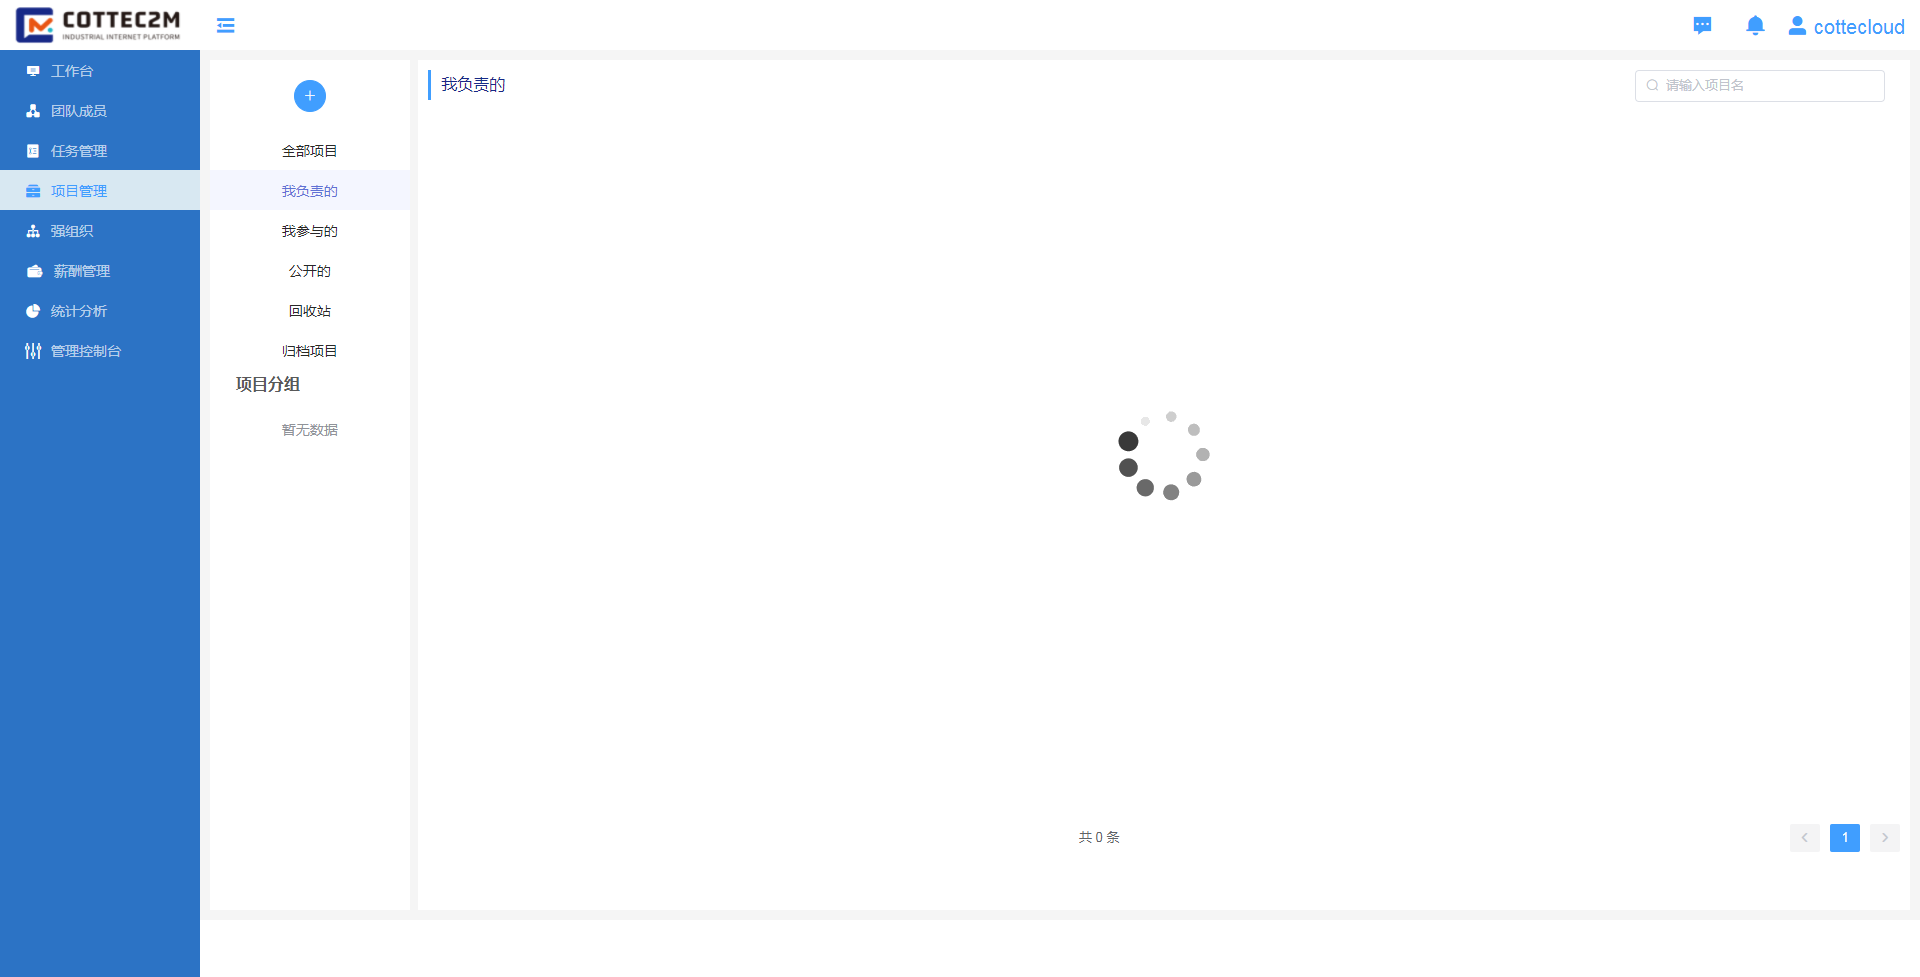 COTTEC2M
INDUSTRIAL INTERNET PLATFORM
cottecloud
工作台
团队成员
任务管理
项目管理
强组织
薪酬管理
统计分析
管理控制台
+
全部项目
我负责的
我参与的
公开的
回收站
归档项目
项目分组
暂无数据
我负责的
请输入项目名
共 0 条
1